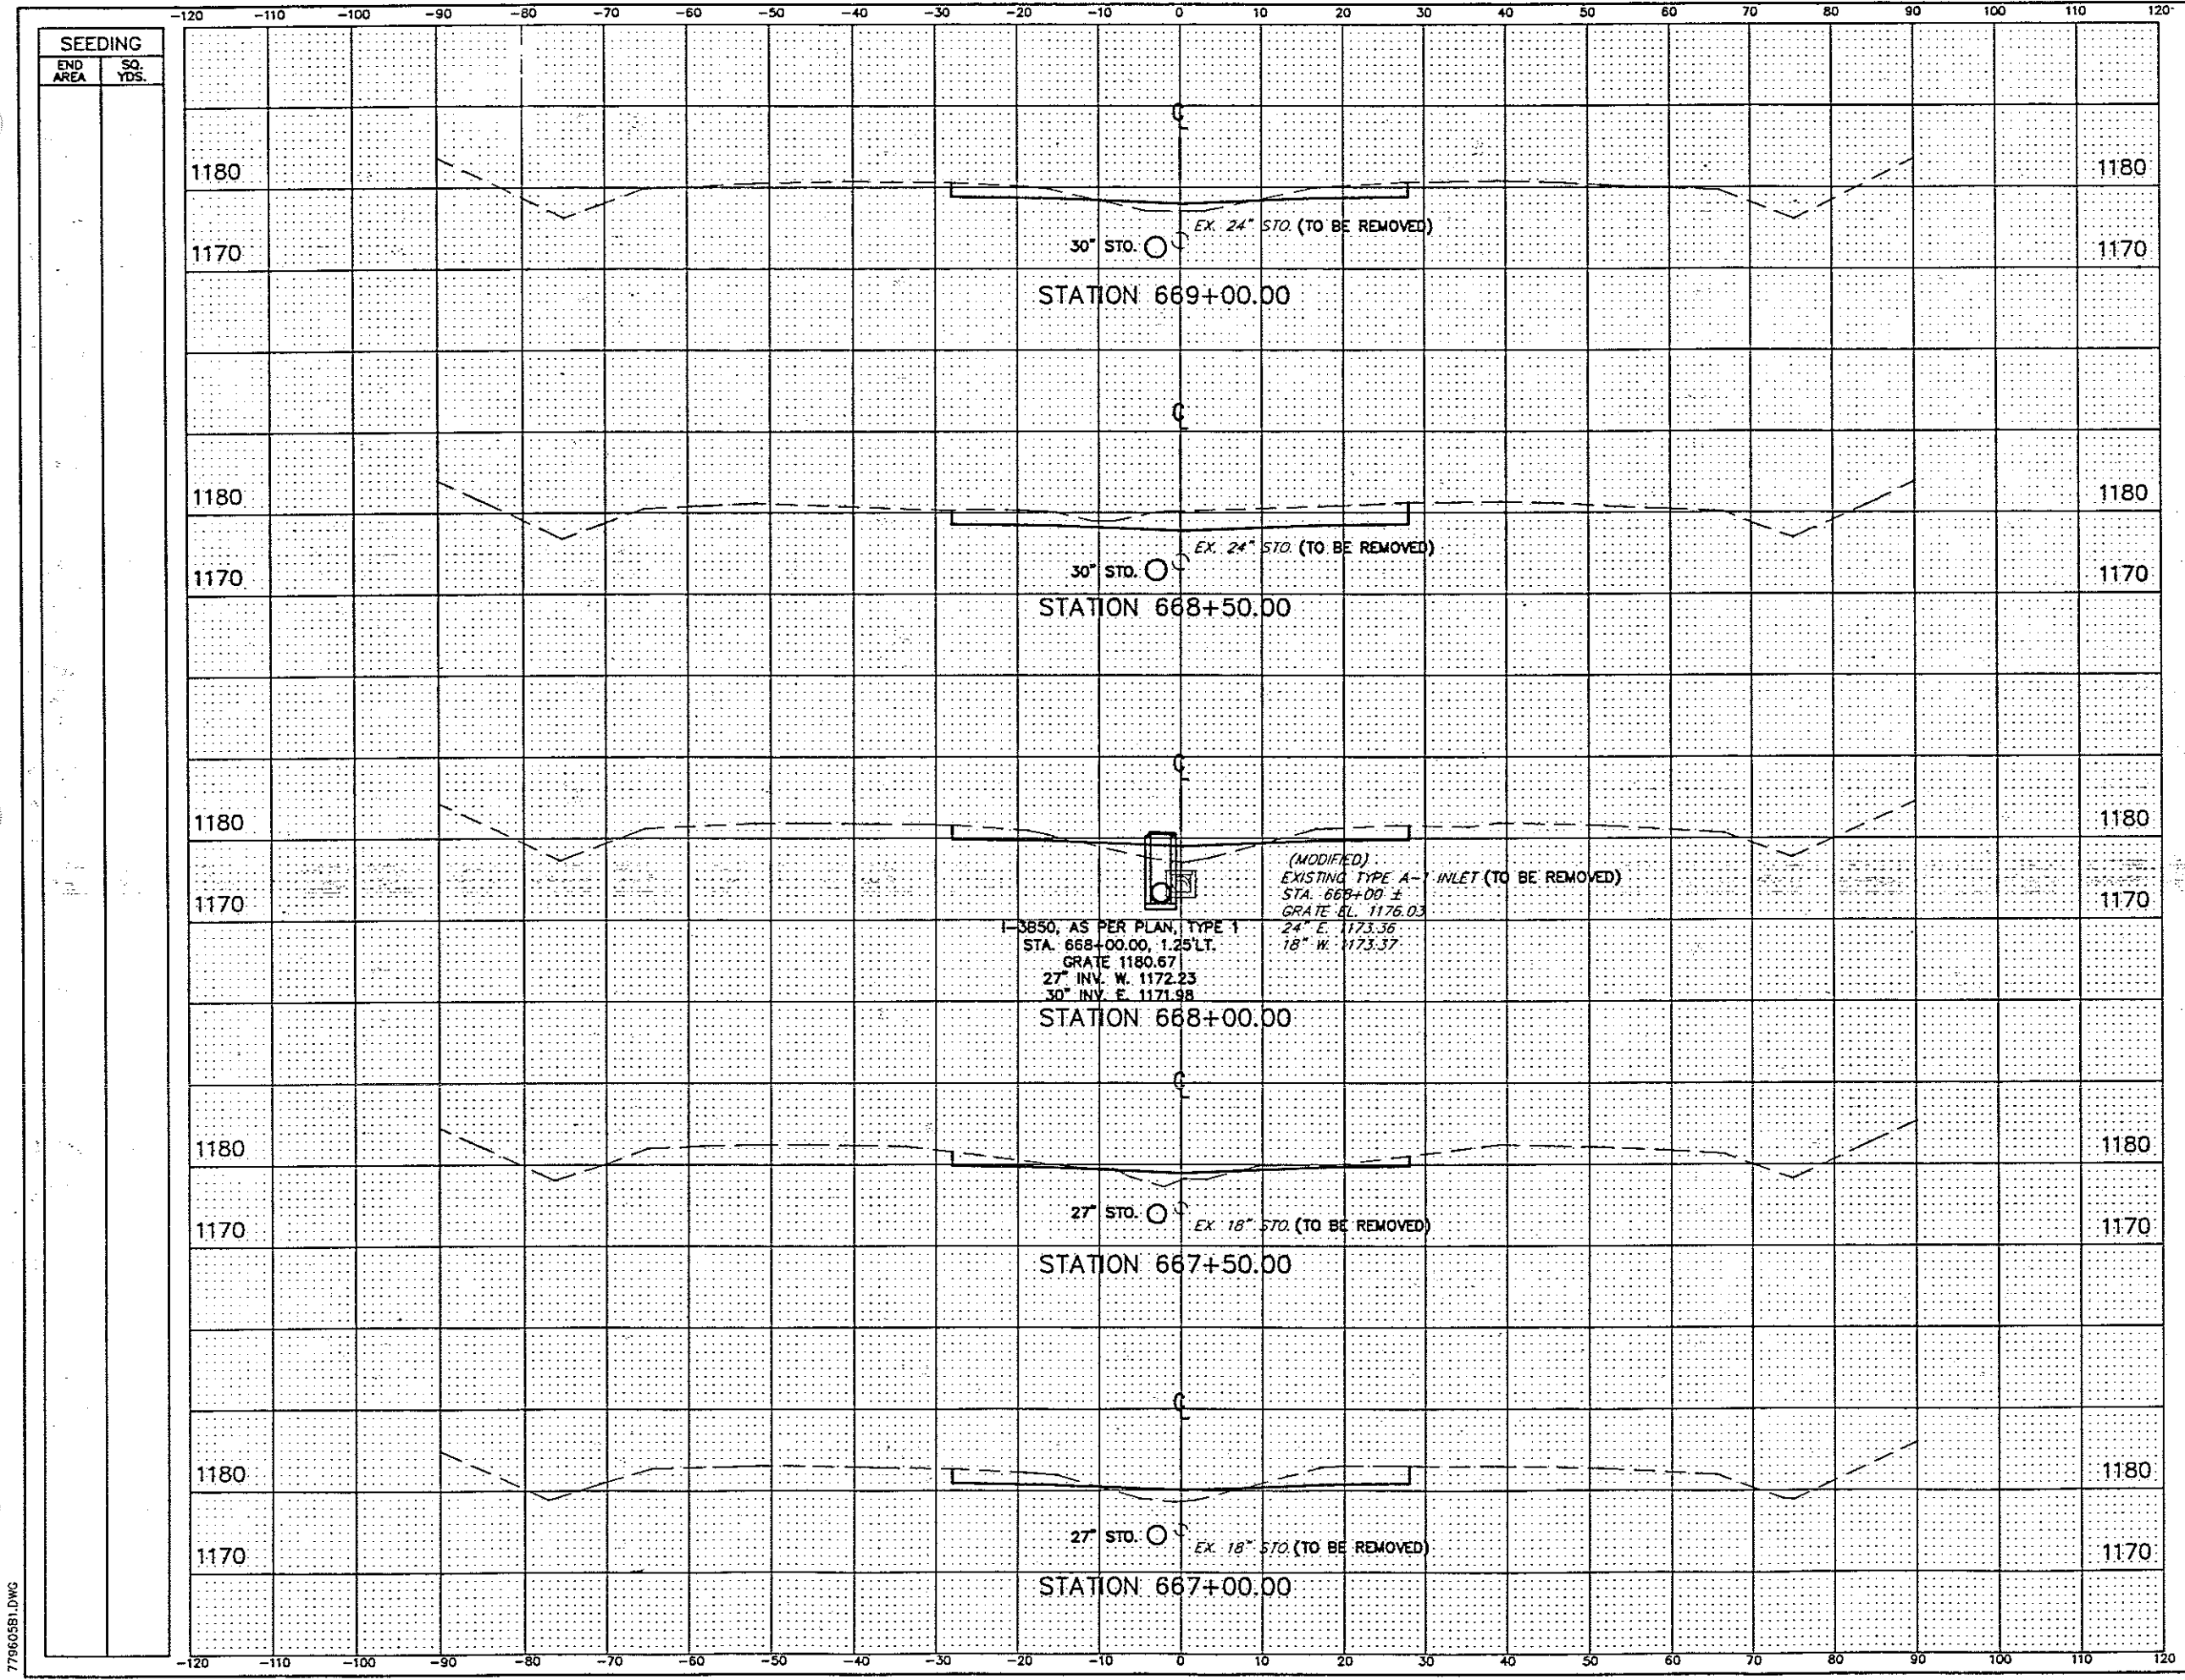 -120 -110 -100 -90 -80 -70 -60 -50 -40 -30 -20 -10 0 10 20 30 40 50 60 70 80 90 100 110 120
SEEDING
END AREA SQ. YDS.
1180 1180
EX. 24" STO. (TO BE REMOVED)
30" STO.
1170 1170
STATION 669+00.00
1180 1180
EX. 24" STO. (TO BE REMOVED)
30" STO.
1170 1170
STATION 668+50.00
1180 1180
(MODIFIED)
EXISTING TYPE A-1 INLET (TO BE REMOVED)
STA. 668+00 ±
GRATE EL. 1176.03
24" E. 1173.36
18" W. 1173.37
1170 1170
I-3850, AS PER PLAN, TYPE 1
STA. 668+00.00, 1.25'LT.
GRATE 1180.67
27" INV. W. 1172.23
30" INV. E. 1171.98
STATION 668+00.00
1180 1180
27" STO.
EX. 18" STO. (TO BE REMOVED)
1170 1170
STATION 667+50.00
1180 1180
27" STO.
EX. 18" STO. (TO BE REMOVED)
1170 1170
STATION 667+00.00
-120 -110 -100 -90 -80 -70 -60 -50 -40 -30 -20 -10 0 10 20 30 40 50 60 70 80 90 100 110 120
779605B1.DWG